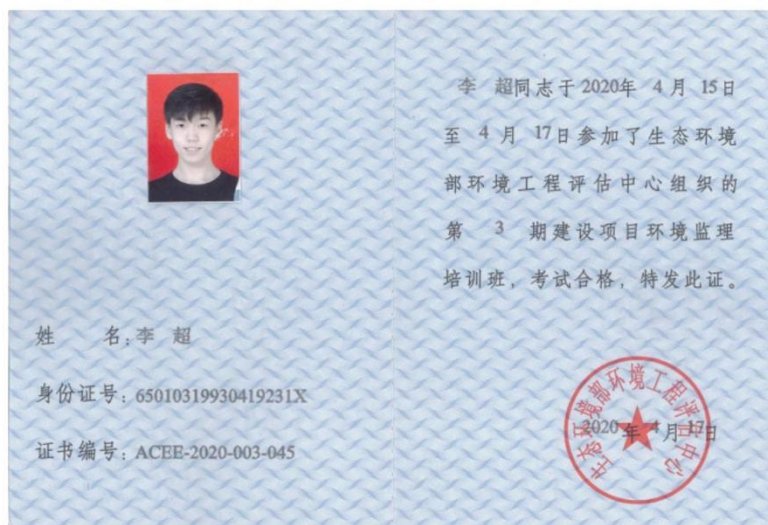 姓 名：李 超
身份证号：65010319930419231X
证书编号：ACEE-2020-003-045
李 超同志于2020年 4月 15日
至 4月 17日参加了生态环境
部环境工程评估中心组织的
第 3 期建设项目环境监理
培训班，考试合格，特发此证。
生态环境部环境工程评估中心
2020年 4月 17日